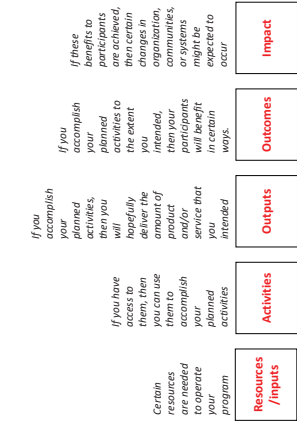 Resources
/inputs
Certain
resources
are needed
to operate
your
program
Activities
If you have
access to
them, then
you can use
them to
accomplish
your
planned
activities
Outputs
If you
accomplish
your
planned
activities,
then you
will
hopefully
deliver the
amount of
product
and/or
service that
you
intended
Outcomes
If you
accomplish
your
planned
activities to
the extent
you
intended,
then your
participants
will benefit
in certain
ways.
Impact
If these
benefits to
participants
are achieved,
then certain
changes in
organization,
communities,
or systems
might be
expected to
occur